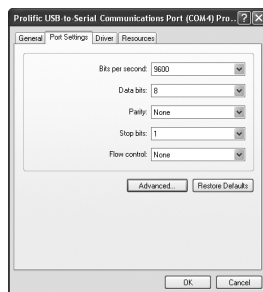 Prolific USB-to-Serial Communications Port (COM4) Pro..
General Port Settings Driver Resources
Bits per second: 9600
Data bits: 8
Parity: None
Stop bits: 1
Flow control: None
Advanced... Restore Defaults
OK Cancel